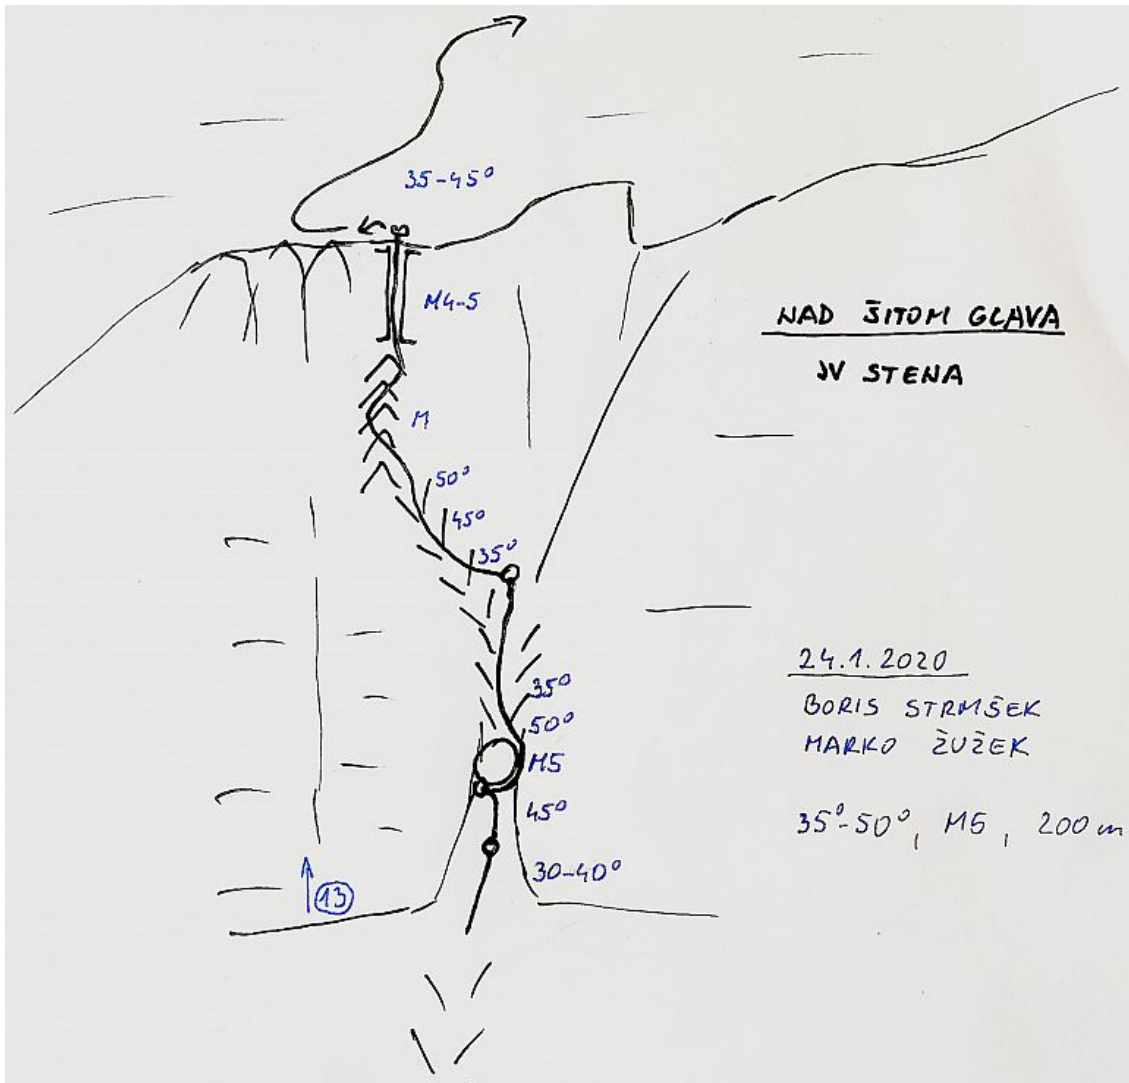 35-45°
M4-5
NAD ŠITOM GLAVA
JV STENA
M
50°
45°
35°
24.1.2020
BORIS STRMŠEK
MARKO ŽUŽEK
35°
50°
M5
45°
35°-50°, M5, 200 m
30-40°
13